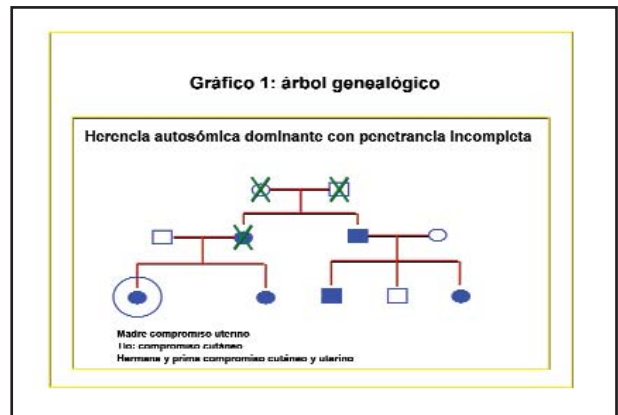 Gráfico 1: árbol genealógico
Herencia autosómica dominante con penetrancia incompleta
Madre compromiso uterino
Tio: compromiso cutáneo
Hermana y prima compromiso cutáneo y uterino